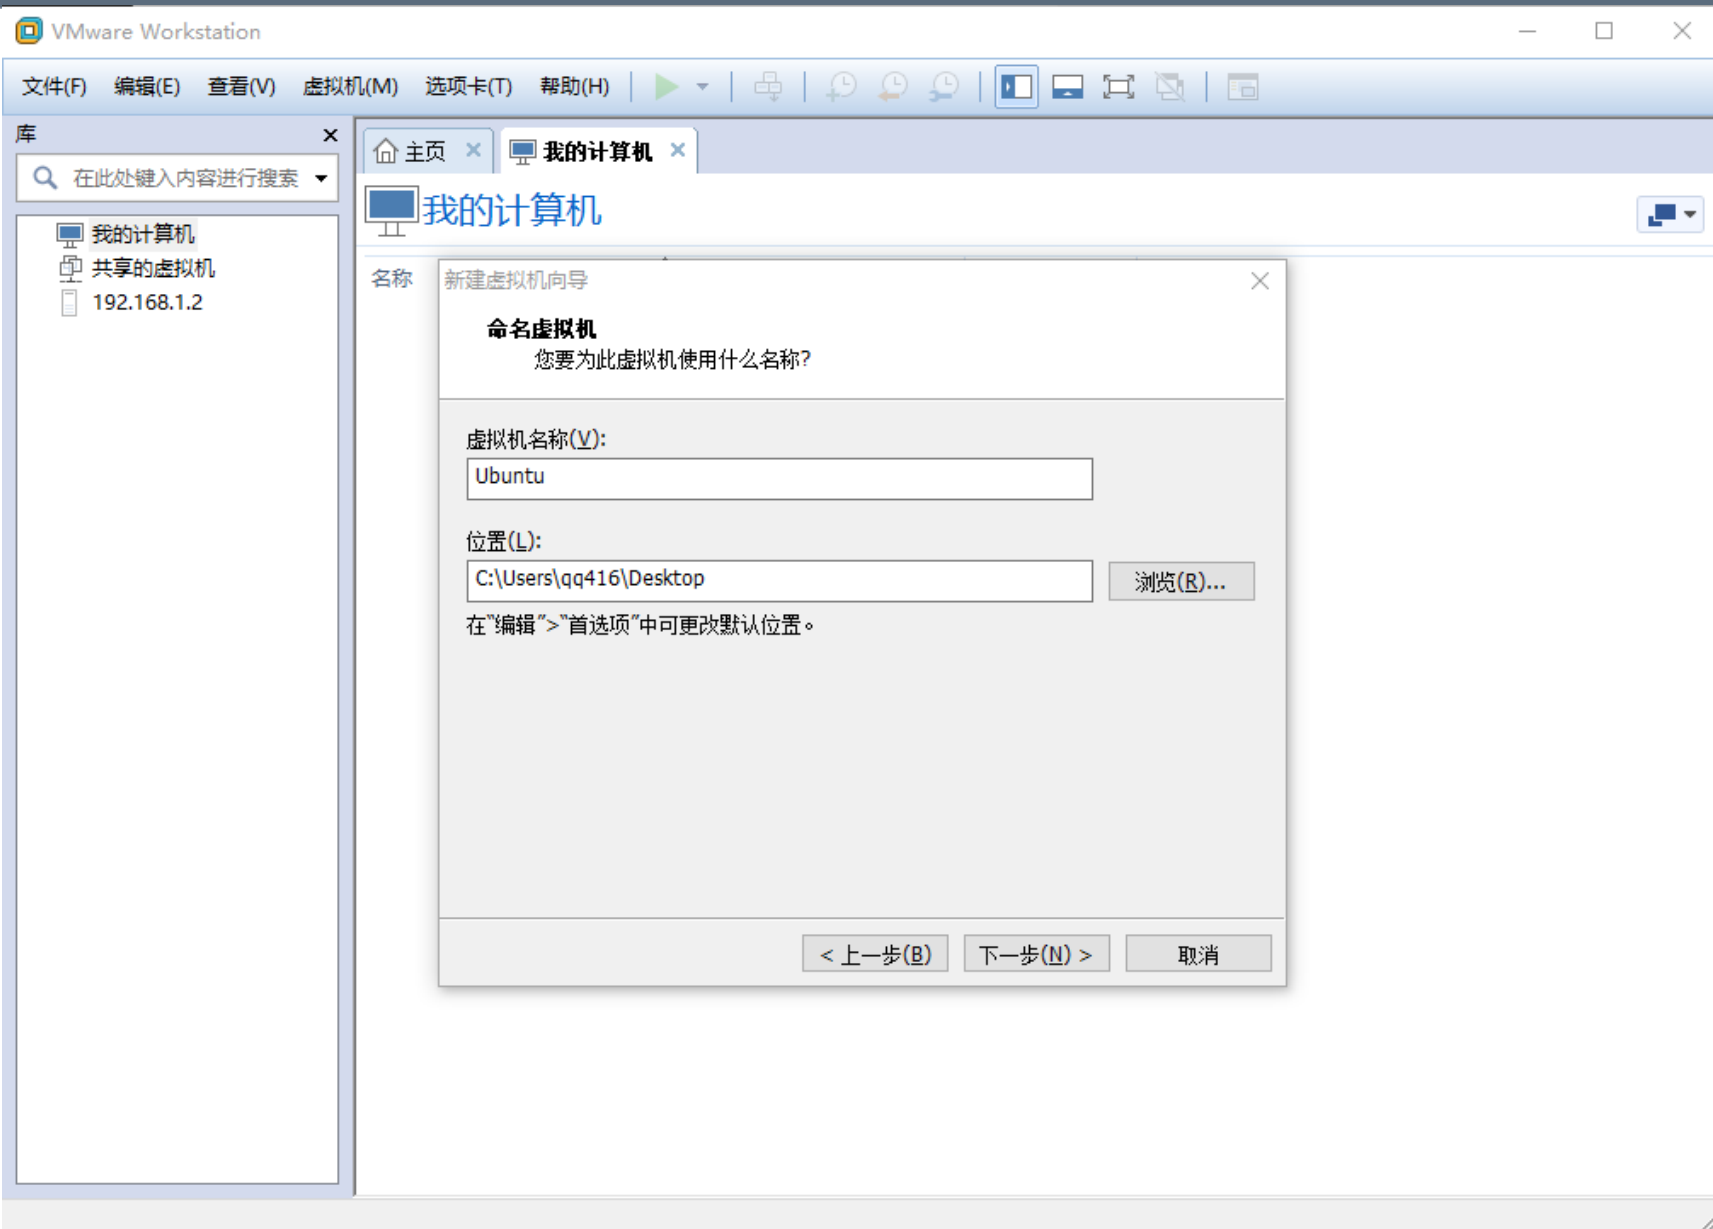 VMware Workstation
文件(F) 编辑(E) 查看(V) 虚拟机(M) 选项卡(T) 帮助(H)
库
在此处键入内容进行搜索
我的计算机
共享的虚拟机
192.168.1.2
主页 我的计算机
我的计算机
名称
新建虚拟机向导
命名虚拟机
您要为此虚拟机使用什么名称?
虚拟机名称(V):
Ubuntu
位置(L):
C:\Users\qq416\Desktop
浏览(R)...
在"编辑">"首选项"中可更改默认位置。
< 上一步(B) 下一步(N) > 取消